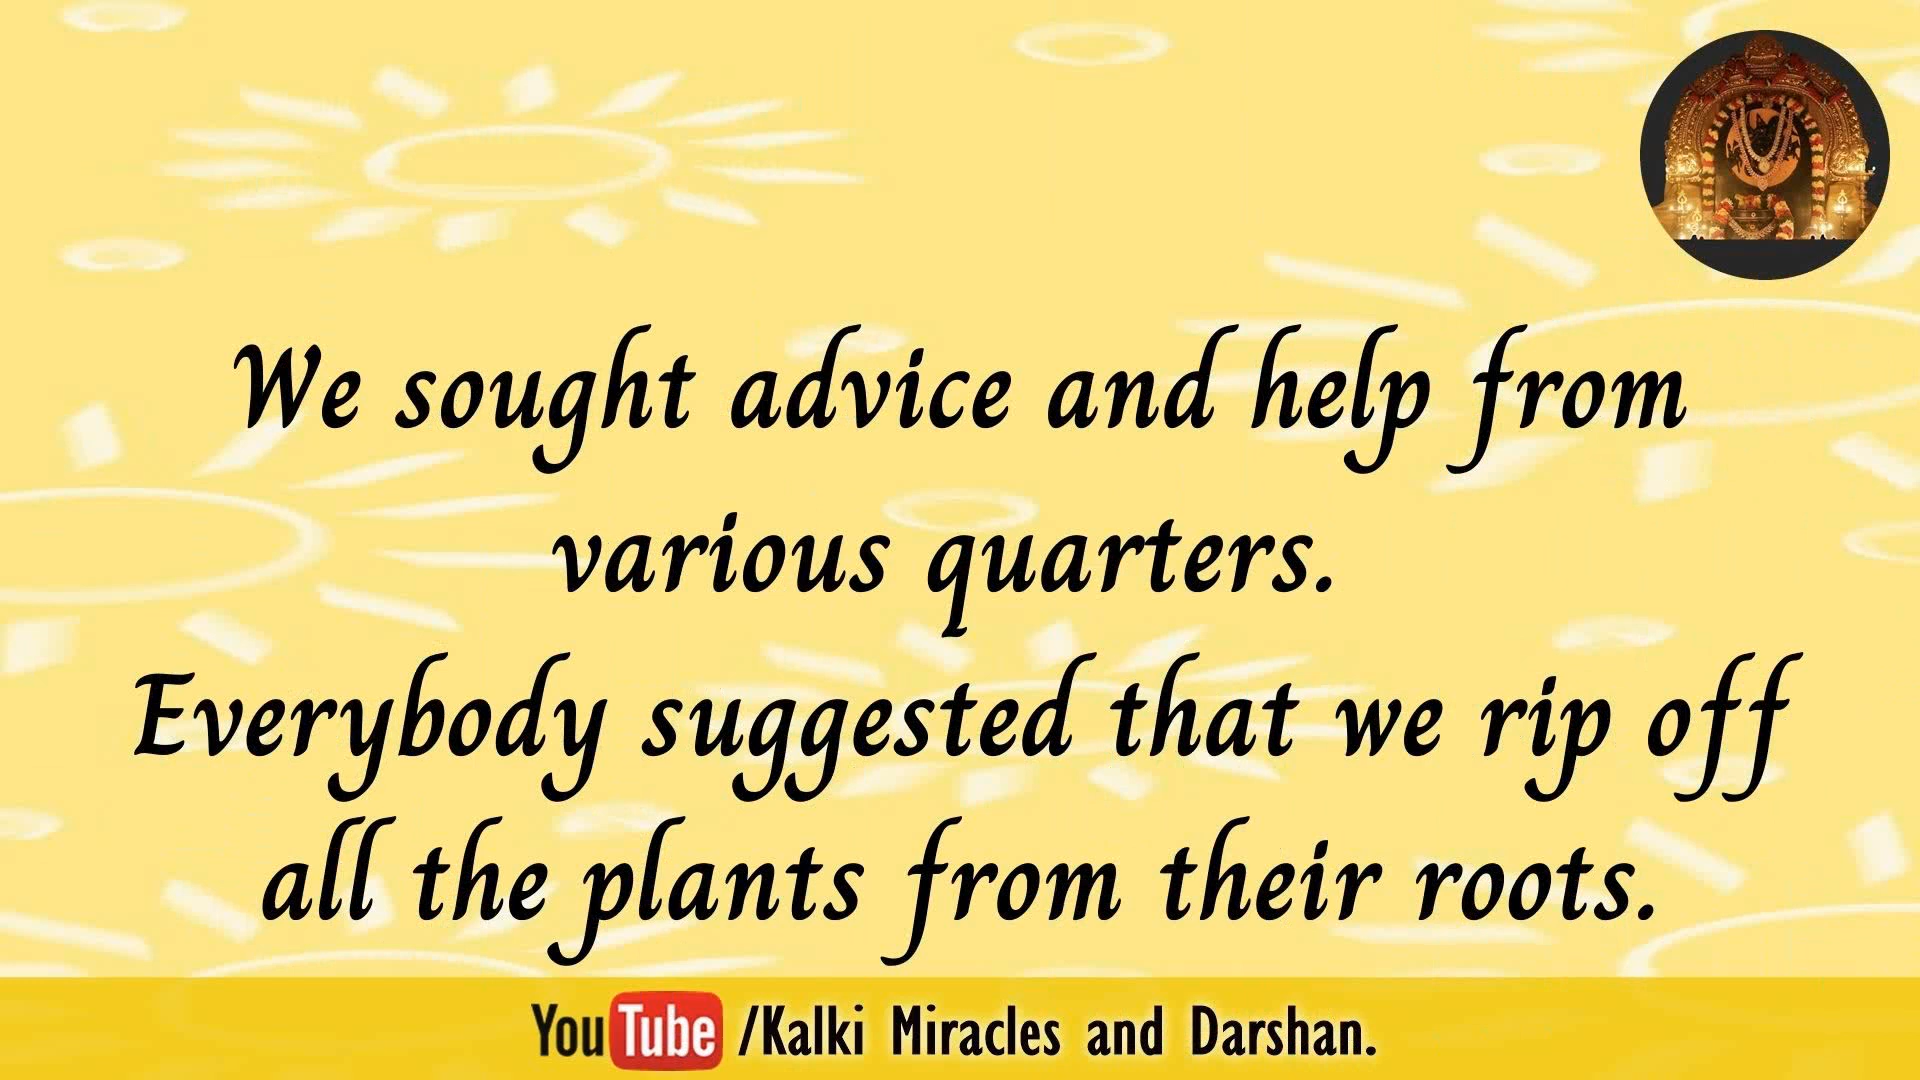 We sought advice and help from
various quarters.
Everybody suggested that we rip off
all the plants from their roots.
YouTube /Kalki Miracles and Darshan.